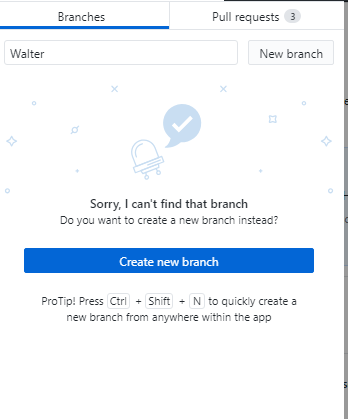 Branches
Pull requests 3
Walter
New branch
Sorry, I can't find that branch
Do you want to create a new branch instead?
Create new branch
ProTip! Press Ctrl + Shift + N to quickly create a
new branch from anywhere within the app